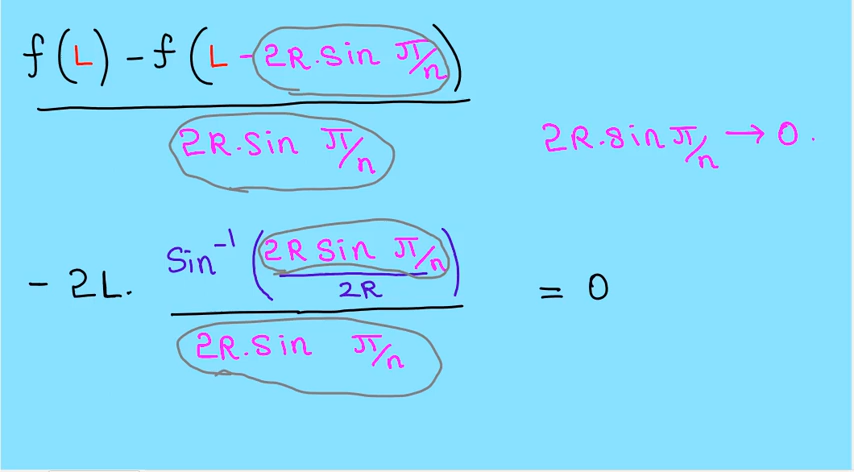 f(L) - f(L - 2R.sin π/n)
2R.sin π/n
2R.sin π/n → 0.
- 2L. Sin⁻¹(2R Sin π/n / 2R) = 0
2R.Sin π/n